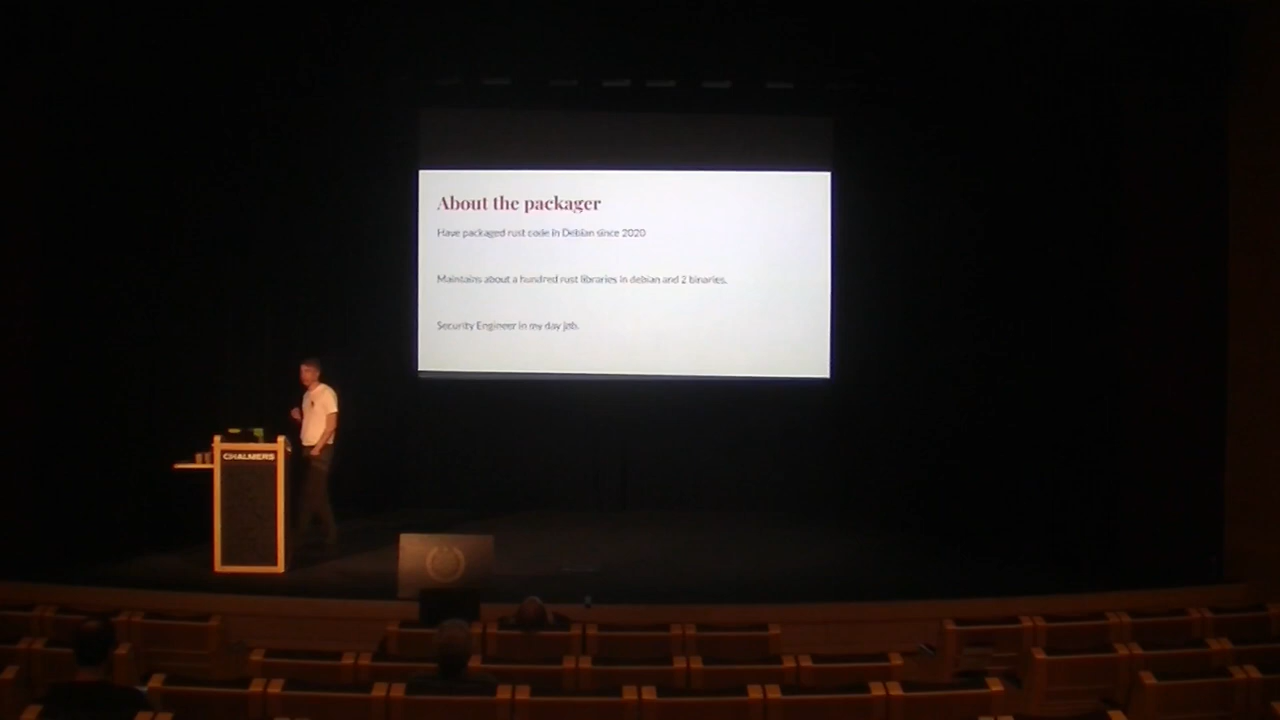 About the packager
Have packaged rust code in Debian since 2020
Maintains about a hundred rust libraries in debian and 2 binaries.
Security Engineer in my day job.
CHALMERS